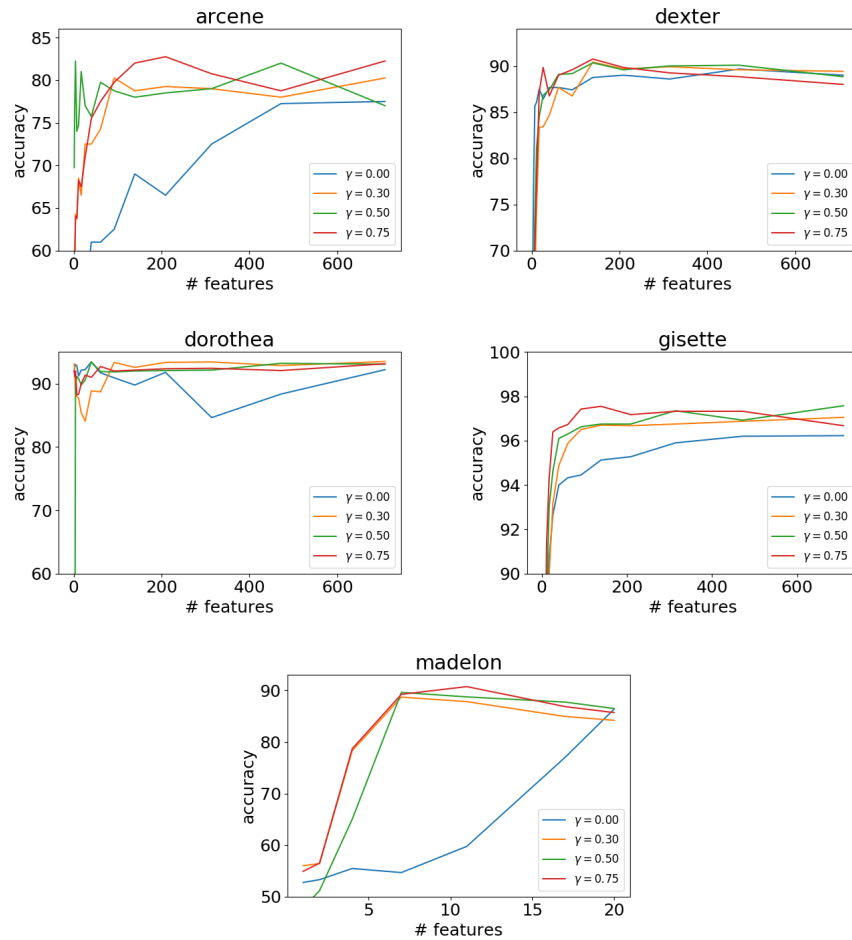 arcene
85
80
75
70
65
60
accuracy
0 200 400 600
# features
γ = 0.00
γ = 0.30
γ = 0.50
γ = 0.75
dexter
90
85
80
75
70
accuracy
0 200 400 600
# features
γ = 0.00
γ = 0.30
γ = 0.50
γ = 0.75
dorothea
90
80
70
60
accuracy
0 200 400 600
# features
γ = 0.00
γ = 0.30
γ = 0.50
γ = 0.75
gisette
100
98
96
94
92
90
accuracy
0 200 400 600
# features
γ = 0.00
γ = 0.30
γ = 0.50
γ = 0.75
madelon
90
80
70
60
50
accuracy
5 10 15 20
# features
γ = 0.00
γ = 0.30
γ = 0.50
γ = 0.75